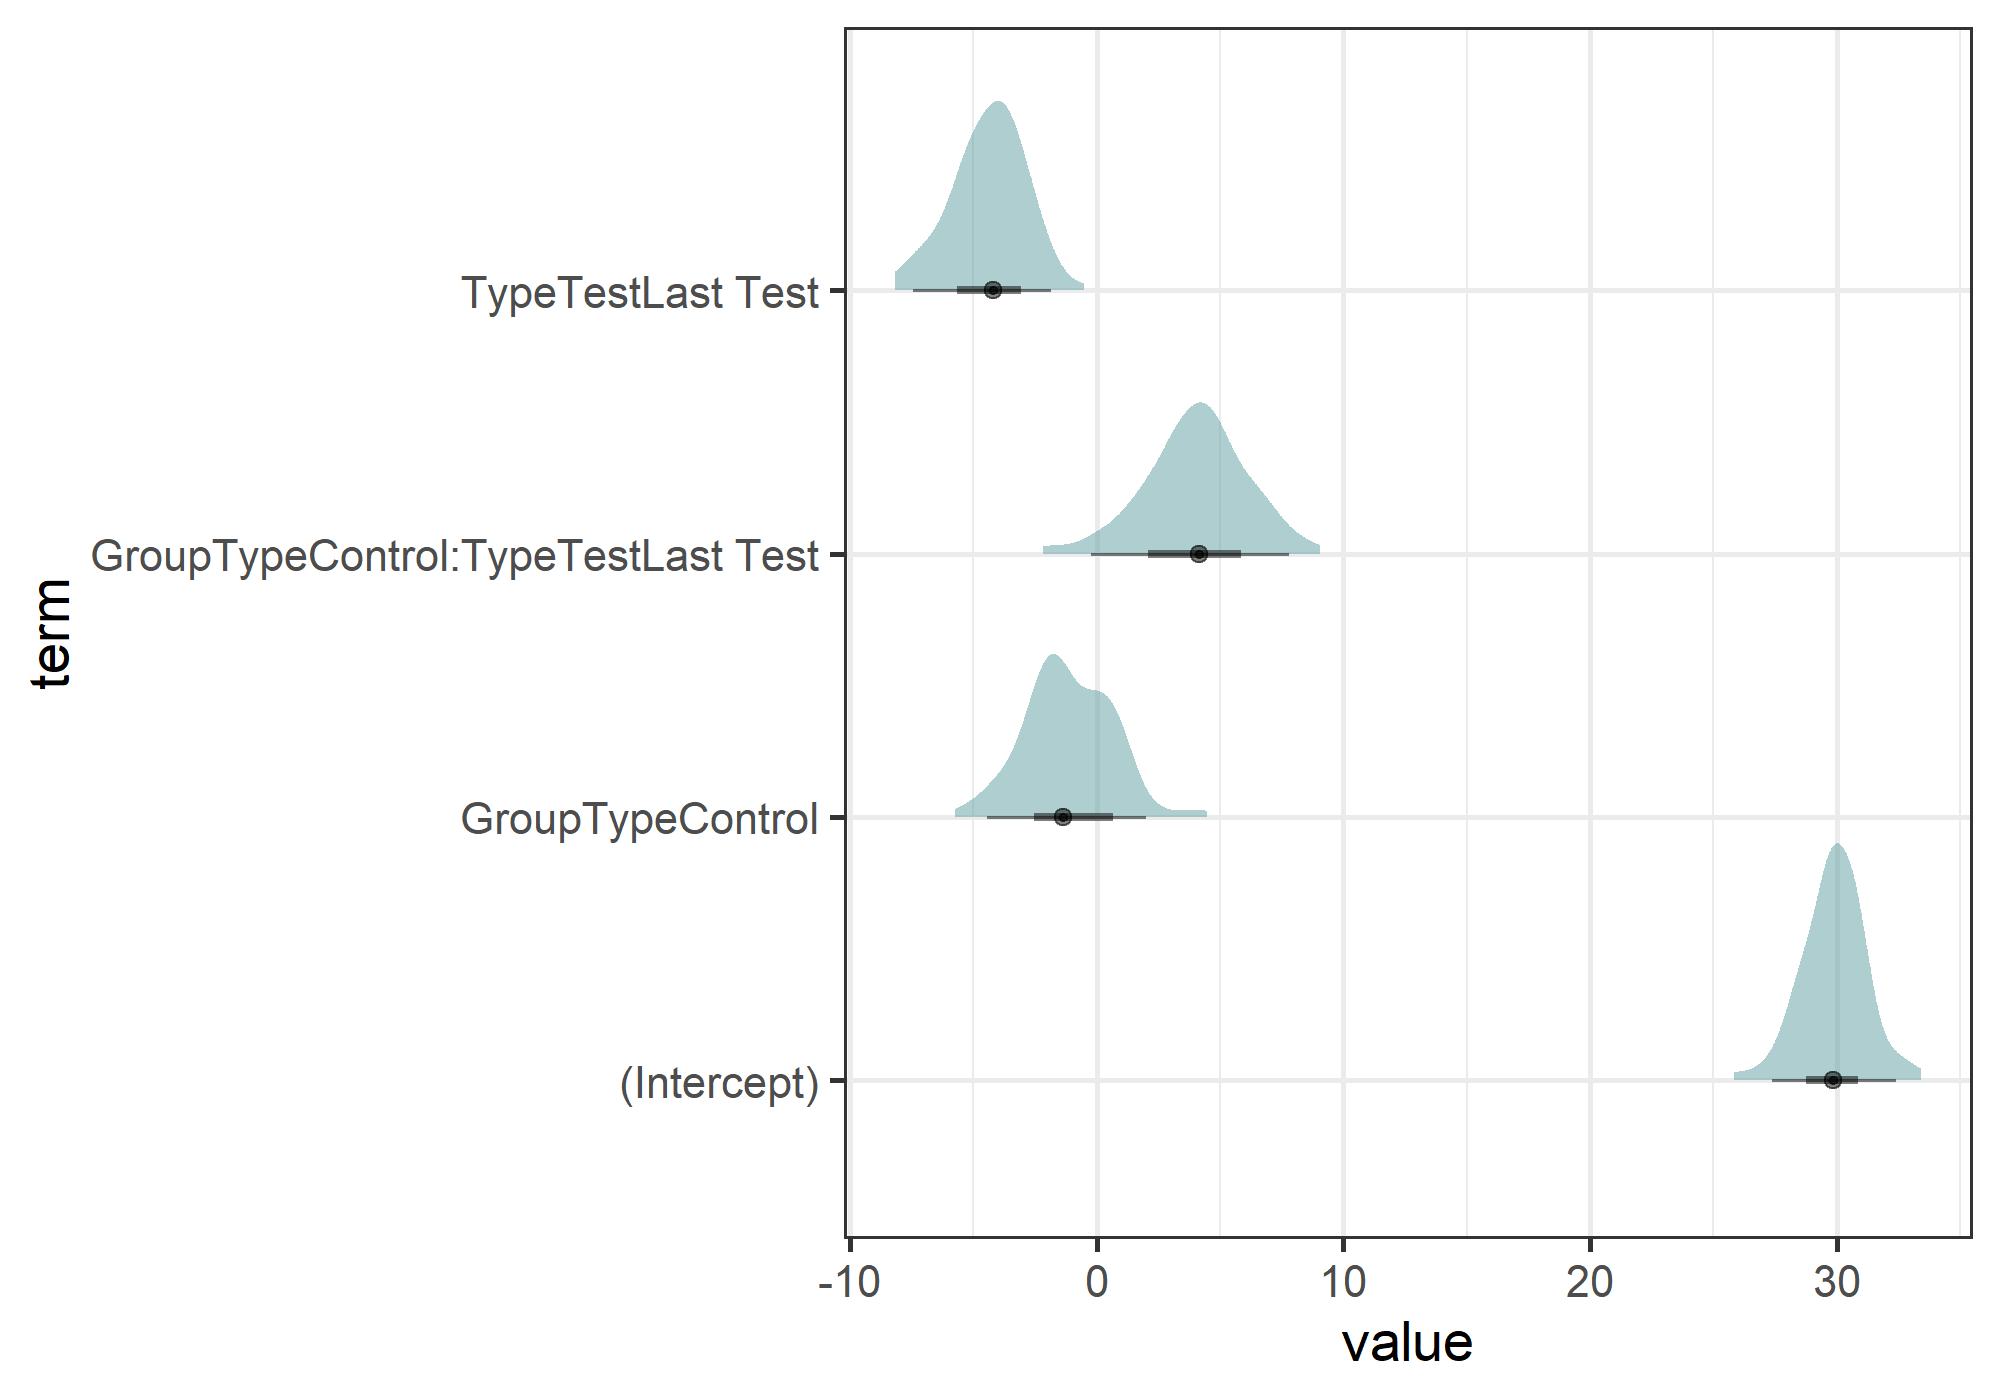 term
TypeTestLast Test
GroupTypeControl:TypeTestLast Test
GroupTypeControl
(Intercept)
-10 0 10 20 30
value